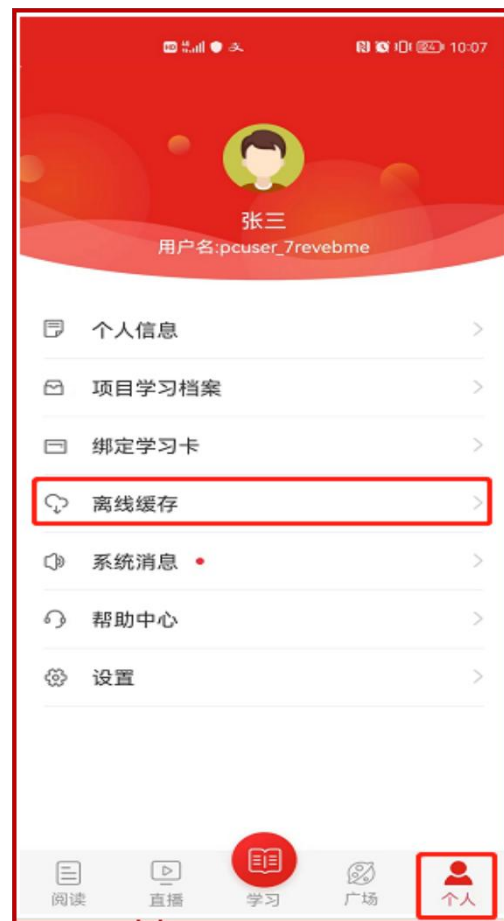 10:07
张三
用户名:pcuser_7revebme
个人信息
项目学习档案
绑定学习卡
离线缓存
系统消息
帮助中心
设置
阅读
直播
学习
广场
个人